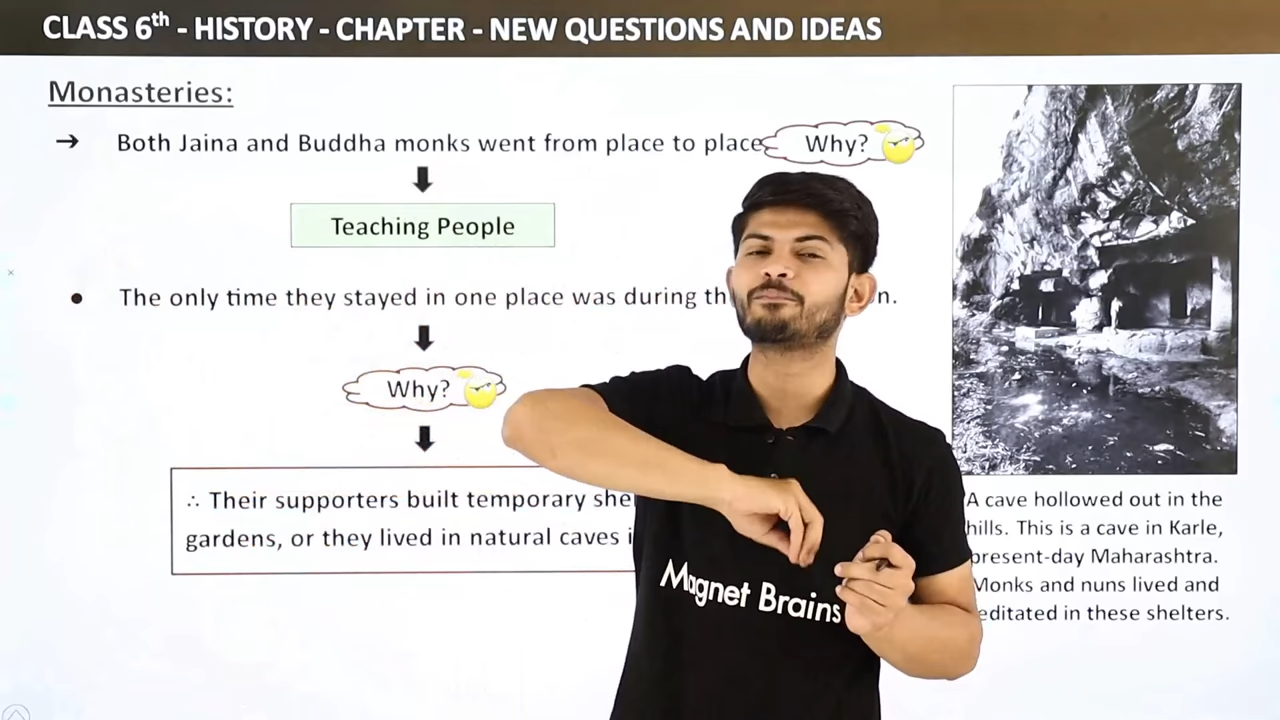 CLASS 6th - HISTORY - CHAPTER - NEW QUESTIONS AND IDEAS
Monasteries:
→ Both Jaina and Buddha monks went from place to place
Why?
Teaching People
• The only time they stayed in one place was during
Why?
∴ Their supporters built temporary
gardens, or they lived in natural caves
A cave hollowed out in the
hills. This is a cave in Karle,
present-day Maharashtra.
Monks and nuns lived and
editated in these shelters.
Magnet Brains